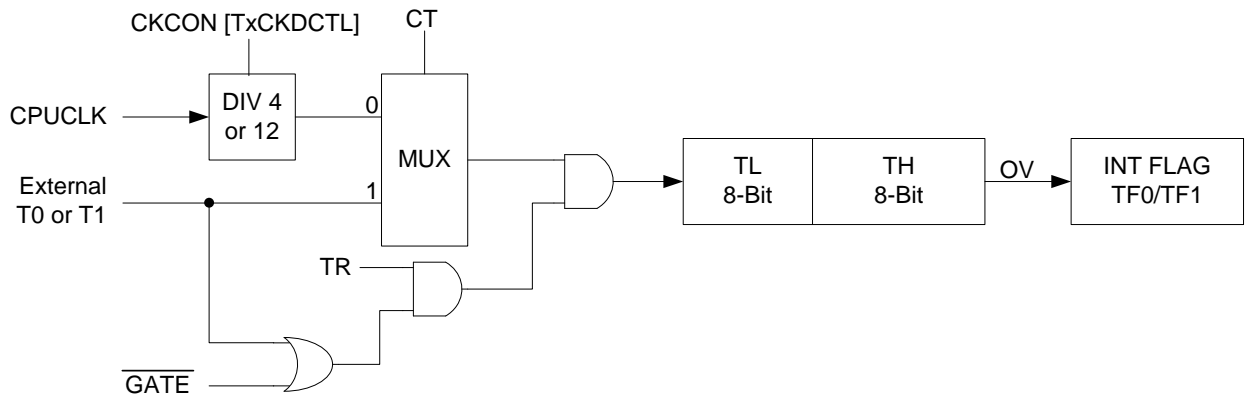 CKCON [TxCKDCTL]
CT
CPUCLK
DIV 4
or 12
0
MUX
External
T0 or T1
1
TL
8-Bit
TH
8-Bit
OV
INT FLAG
TF0/TF1
TR
GATE